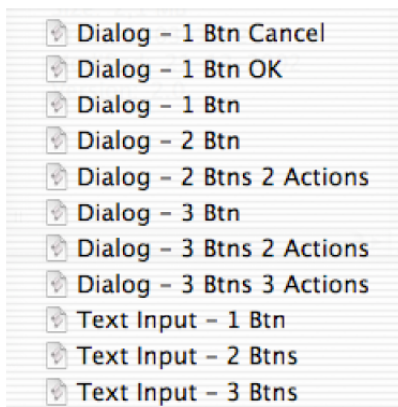 Dialog – 1 Btn Cancel
Dialog – 1 Btn OK
Dialog – 1 Btn
Dialog – 2 Btn
Dialog – 2 Btns 2 Actions
Dialog – 3 Btn
Dialog – 3 Btns 2 Actions
Dialog – 3 Btns 3 Actions
Text Input – 1 Btn
Text Input – 2 Btns
Text Input – 3 Btns